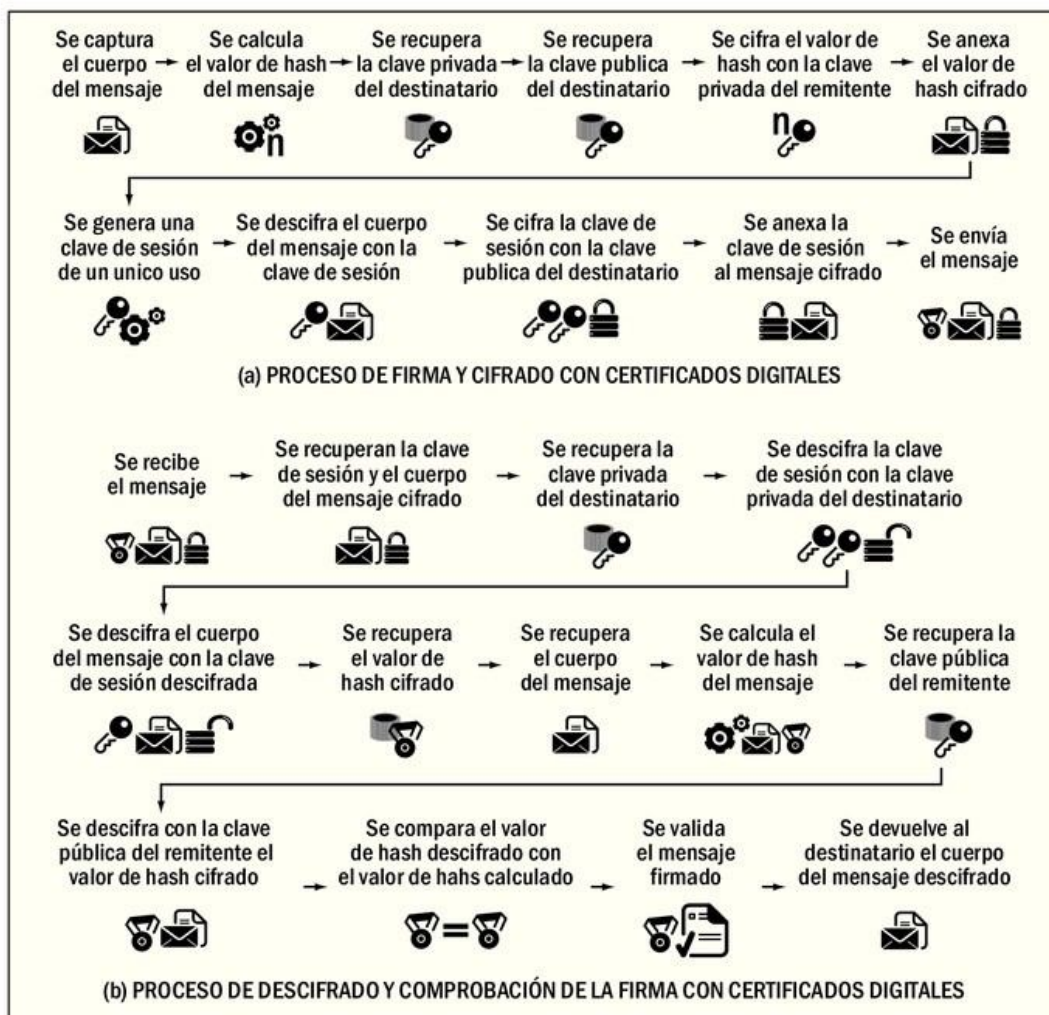 Se captura
el cuerpo
del mensaje
Se calcula
el valor de hash
del mensaje
Se recupera
la clave privada
del destinatario
Se recupera
la clave publica
del destinatario
Se cifra el valor de
hash con la clave
privada del remitente
Se anexa
el valor de
hash cifrado
n
n
Se genera una
clave de sesión
de un unico uso
Se descifra el cuerpo
del mensaje con la
clave de sesión
Se cifra la clave de
sesión con la clave
publica del destinatario
Se anexa la
clave de sesión
al mensaje cifrado
Se envía
el mensaje
(a) PROCESO DE FIRMA Y CIFRADO CON CERTIFICADOS DIGITALES
Se recibe
el mensaje
Se recuperan la clave
de sesión y el cuerpo
del mensaje cifrado
Se recupera la
clave privada
del destinatario
Se descifra la clave
de sesión con la clave
privada del destinatario
Se descifra el cuerpo
del mensaje con la clave
de sesión descifrada
Se recupera
el valor de
hash cifrado
Se recupera
el cuerpo
del mensaje
Se calcula el
valor de hash
del mensaje
Se recupera la
clave pública
del remitente
Se descifra con la clave
pública del remitente el
valor de hash cifrado
Se compara el valor
de hash descifrado con
el valor de hahs calculado
Se valida
el mensaje
firmado
Se devuelve al
destinatario el cuerpo
del mensaje descifrado
(b) PROCESO DE DESCIFRADO Y COMPROBACIÓN DE LA FIRMA CON CERTIFICADOS DIGITALES